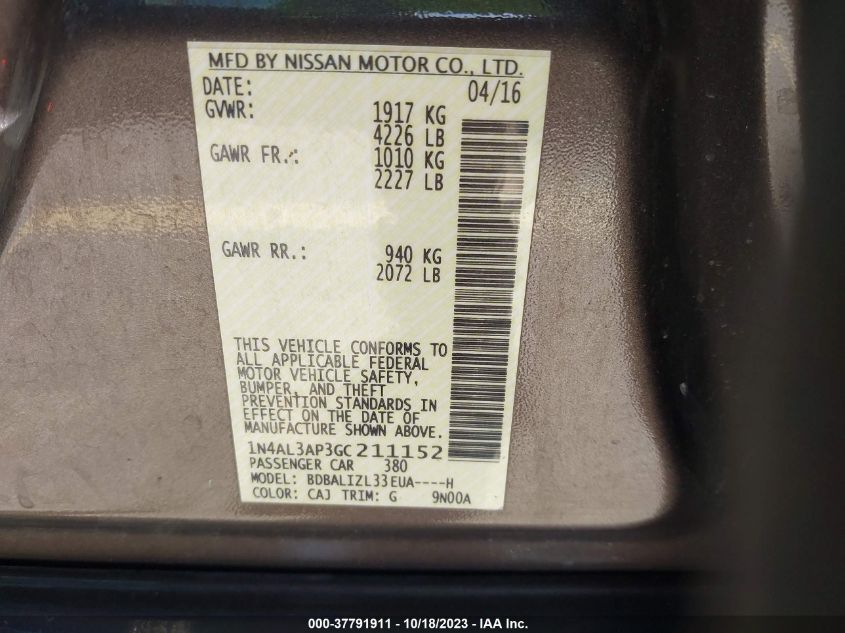 MFD BY NISSAN MOTOR CO., LTD.
DATE: 04/16
GVWR: 1917 KG
4226 LB
GAWR FR.: 1010 KG
2227 LB
GAWR RR.: 940 KG
2072 LB
THIS VEHICLE CONFORMS TO
ALL APPLICABLE FEDERAL
MOTOR VEHICLE SAFETY,
BUMPER, AND THEFT
PREVENTION STANDARDS IN
EFFECT ON THE DATE OF
MANUFACTURE SHOWN ABOVE.
1N4AL3AP3GC211152
PASSENGER CAR 380
MODEL: BDBALIZL33EUA----H
COLOR: CAJ TRIM: G 9N00A
000-37791911 - 10/18/2023 - IAA Inc.